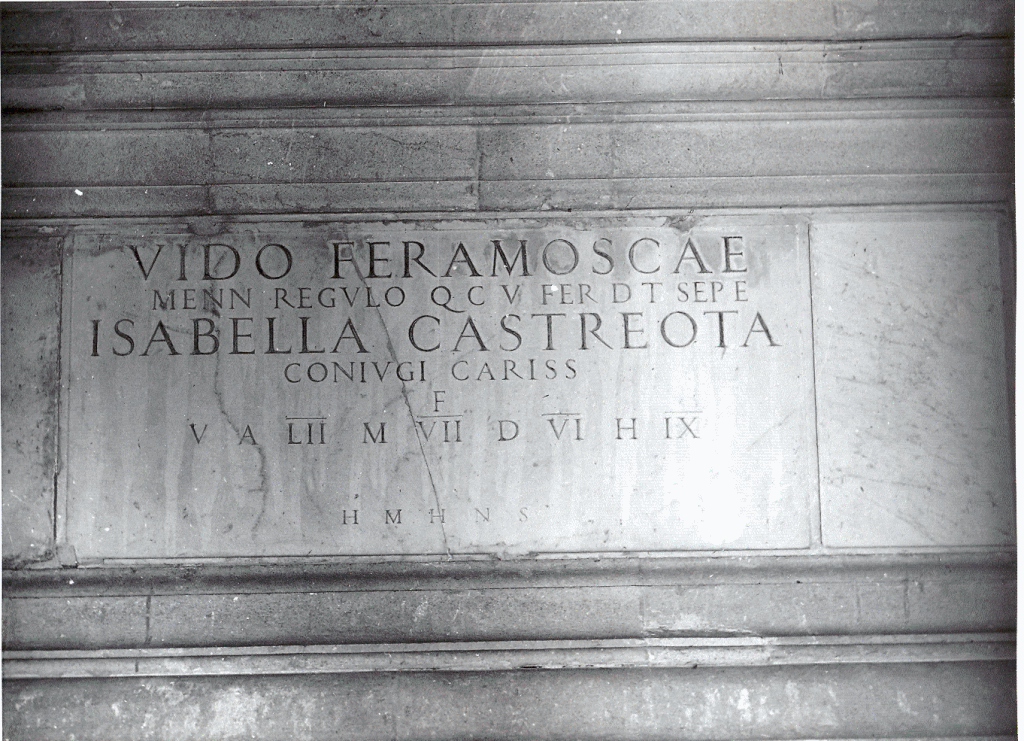 VIDO FERAMOSCAE
MENN REGVLO Q C V FER D T SEPE
ISABELLA CASTREOTA
CONIVGI CARISS
F
V A LII M VII D VI H IX
H M H N S